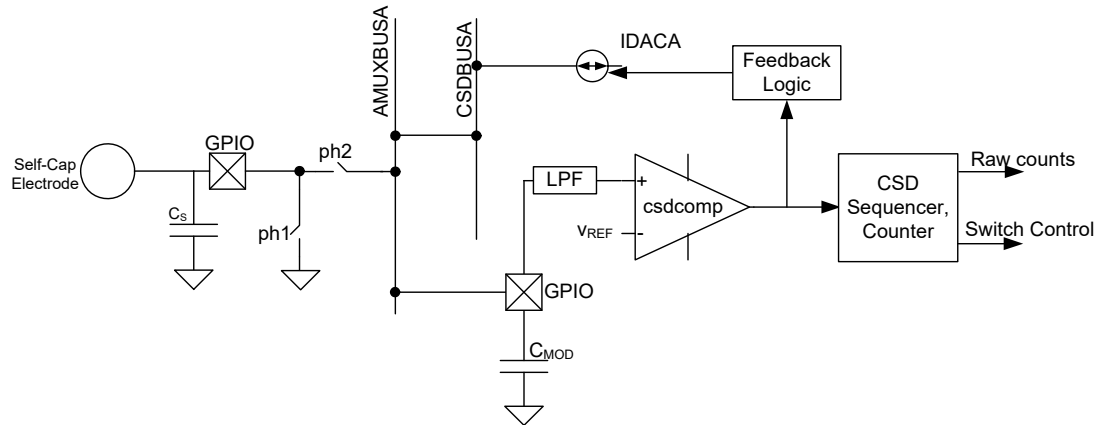 AMUXBUSA
CSDBUSA
IDACA
Feedback
Logic
Self-Cap
Electrode
GPIO
ph2
CS
ph1
LPF
+
csdcomp
vREF
-
CSD
Sequencer,
Counter
Raw counts
Switch Control
GPIO
CMOD